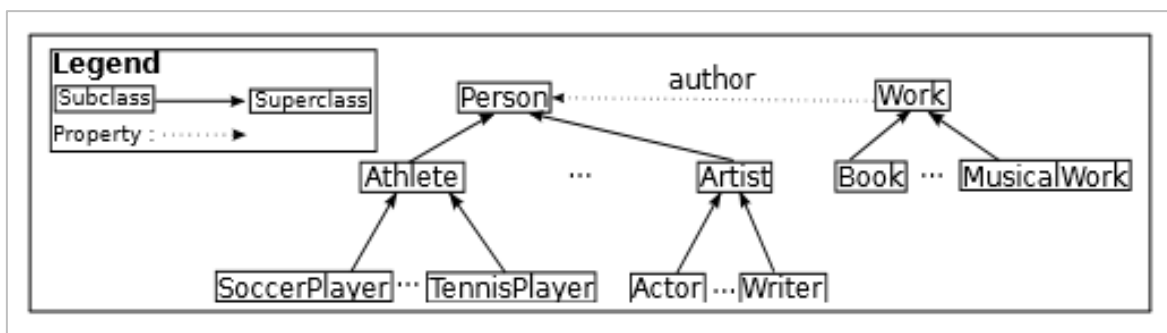 Legend
Subclass Superclass
Property :
Person author Work
Athlete ... Artist Book ... MusicalWork
SoccerPlayer ... TennisPlayer Actor ... Writer